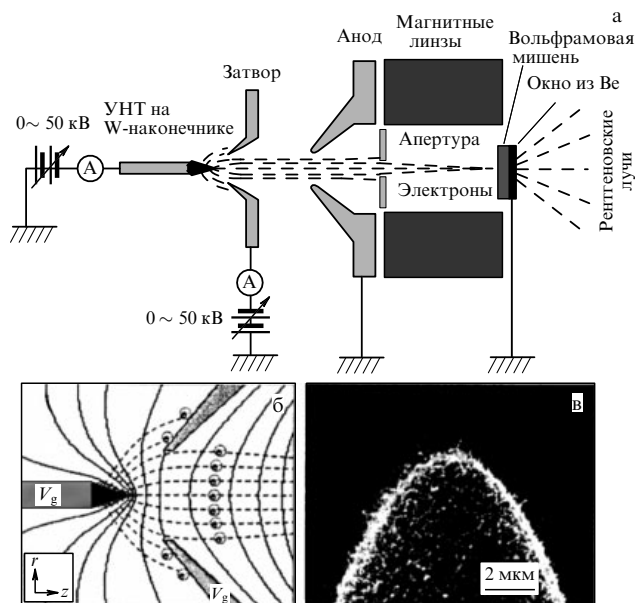 а
Анод
Магнитные
линзы
Вольфрамовая
мишень
Окно из Be
Затвор
УНТ на
W-наконечнике
0 ~ 50 кВ
A
Апертура
Электроны
Рентгеновские
лучи
A
0 ~ 50 кВ
б
V_g
r
z
V_g
в
2 мкм